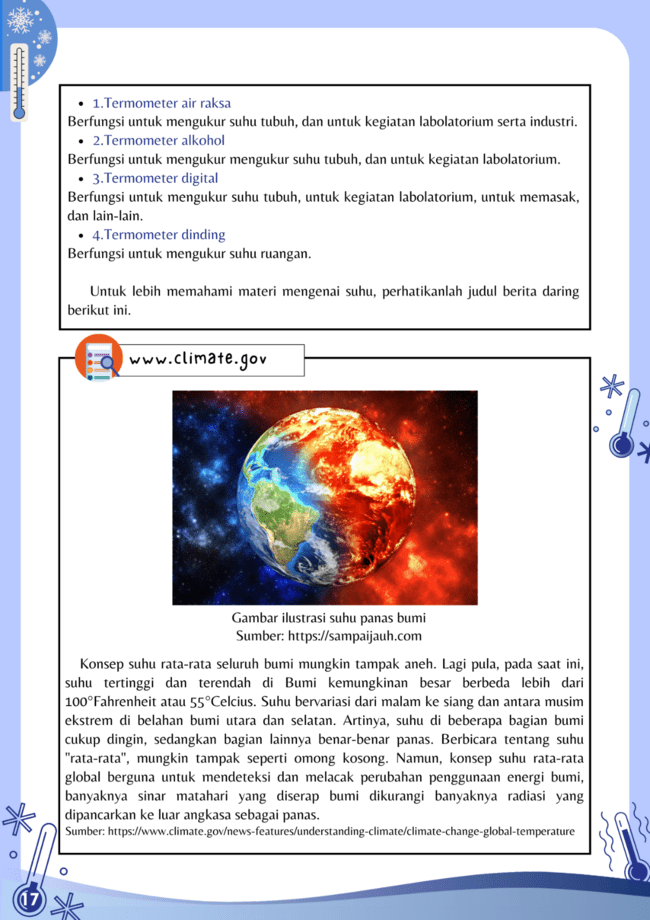 • 1.Termometer air raksa
Berfungsi untuk mengukur suhu tubuh, dan untuk kegiatan labolatorium serta industri.
• 2.Termometer alkohol
Berfungsi untuk mengukur mengukur suhu tubuh, dan untuk kegiatan labolatorium.
• 3.Termometer digital
Berfungsi untuk mengukur suhu tubuh, untuk kegiatan labolatorium, untuk memasak,
dan lain-lain.
• 4.Termometer dinding
Berfungsi untuk mengukur suhu ruangan.
Untuk lebih memahami materi mengenai suhu, perhatikanlah judul berita daring
berikut ini.
www.climate.gov
Gambar ilustrasi suhu panas bumi
Sumber: https://sampaijauh.com
Konsep suhu rata-rata seluruh bumi mungkin tampak aneh. Lagi pula, pada saat ini,
suhu tertinggi dan terendah di Bumi kemungkinan besar berbeda lebih dari
100°Fahrenheit atau 55°Celcius. Suhu bervariasi dari malam ke siang dan antara musim
ekstrem di belahan bumi utara dan selatan. Artinya, suhu di beberapa bagian bumi
cukup dingin, sedangkan bagian lainnya benar-benar panas. Berbicara tentang suhu
"rata-rata", mungkin tampak seperti omong kosong. Namun, konsep suhu rata-rata
global berguna untuk mendeteksi dan melacak perubahan penggunaan energi bumi,
banyaknya sinar matahari yang diserap bumi dikurangi banyaknya radiasi yang
dipancarkan ke luar angkasa sebagai panas.
Sumber: https://www.climate.gov/news-features/understanding-climate/climate-change-global-temperature
17